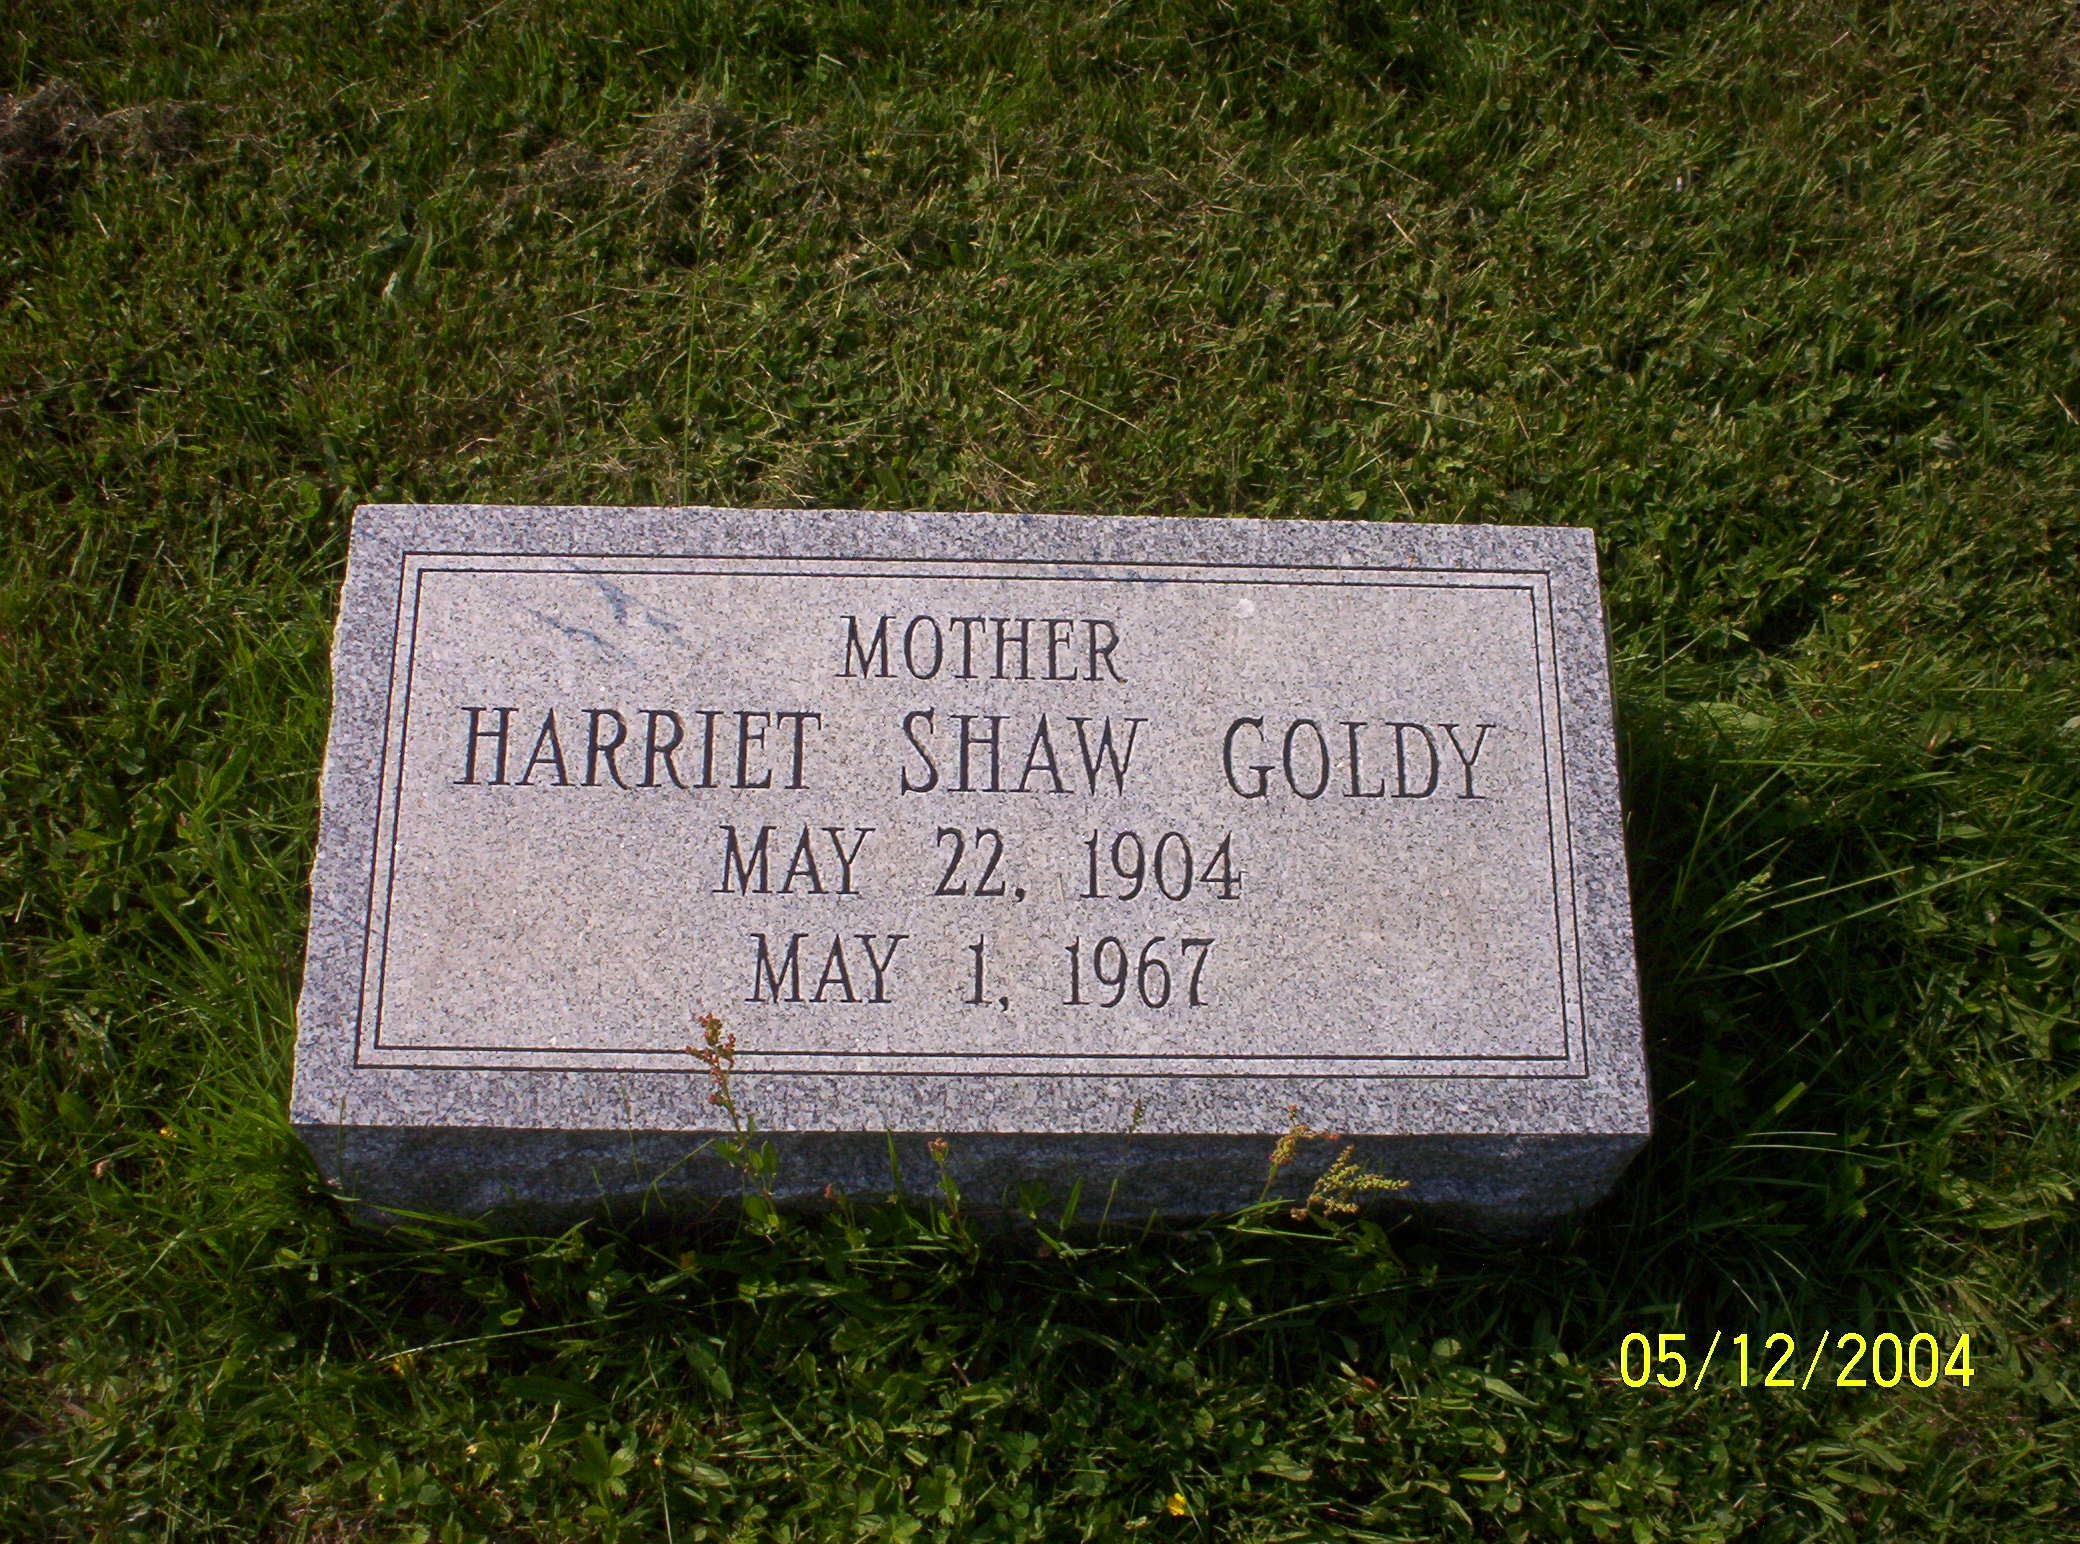 MOTHER
HARRIET SHAW GOLDY
MAY 22, 1904
MAY 1, 1967
05/12/2004